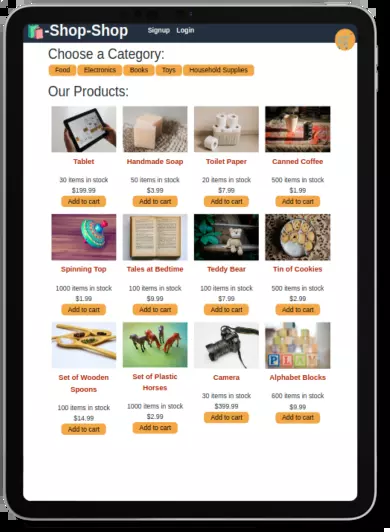 -Shop-Shop Signup Login
Choose a Category:
Food Electronics Books Toys Household Supplies
Our Products:
Tablet Handmade Soap Toilet Paper Canned Coffee
30 items in stock 50 items in stock 20 items in stock 500 items in stock
$199.99 $3.99 $7.99 $1.99
Add to cart Add to cart Add to cart Add to cart
Spinning Top Tales at Bedtime Teddy Bear Tin of Cookies
1000 items in stock 100 items in stock 100 items in stock 500 items in stock
$1.99 $9.99 $7.99 $2.99
Add to cart Add to cart Add to cart Add to cart
Set of Wooden Spoons Set of Plastic Horses Camera Alphabet Blocks
100 items in stock 1000 items in stock 30 items in stock 600 items in stock
$14.99 $2.99 $399.99 $9.99
Add to cart Add to cart Add to cart Add to cart
PLAY